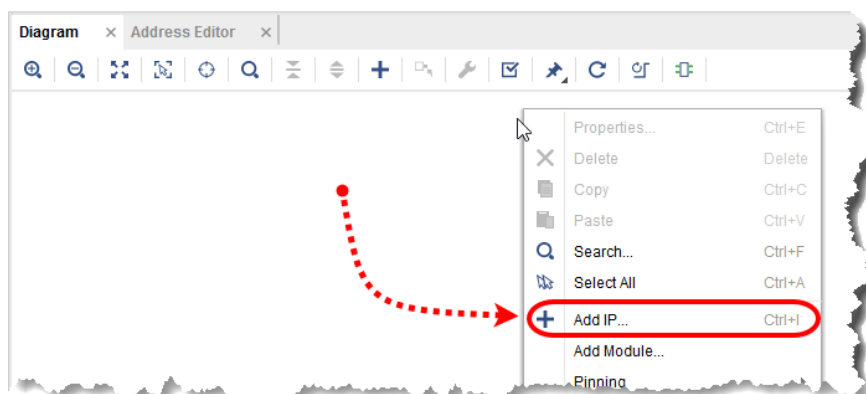 Diagram × Address Editor ×
Properties... Ctrl+E
Delete Delete
Copy Ctrl+C
Paste Ctrl+V
Search... Ctrl+F
Select All Ctrl+A
Add IP... Ctrl+I
Add Module...
Pinning